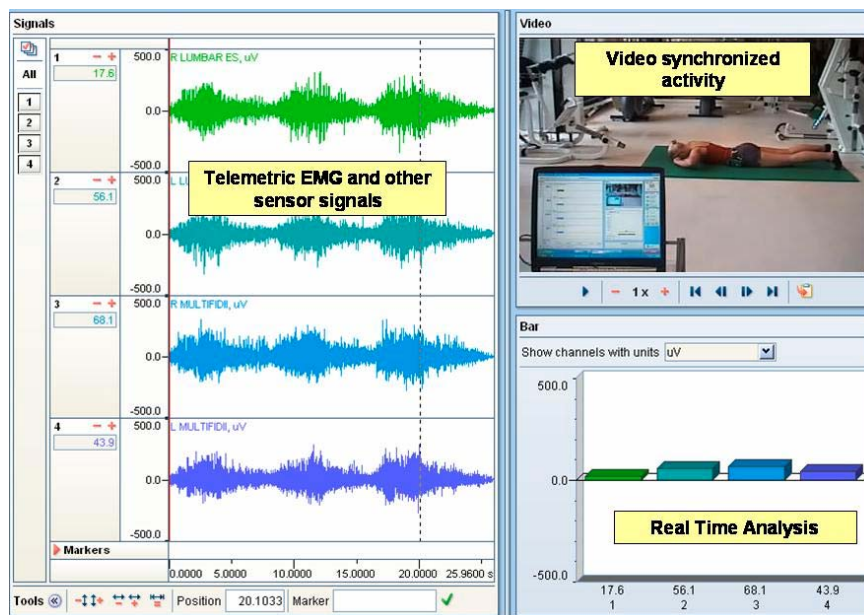 Signals
All
1
2
3
4
1
17.6
500.0
0.0
-500.0
R LUMBAR ES, uV
2
56.1
500.0
0.0
-500.0
L LU
Telemetric EMG and other
sensor signals
3
68.1
500.0
0.0
-500.0
R MULTIFIDII, uV
4
43.9
500.0
0.0
-500.0
L MULTIFIDII, uV
Markers
0.0000 5.0000 10.0000 15.0000 20.0000 25.9600 s
Tools Position 20.1033 Marker
Video
Video synchronized
activity
1 x
Bar
Show channels with units uV
500.0
0.0
-500.0
Real Time Analysis
17.6 56.1 68.1 43.9
1 2 3 4